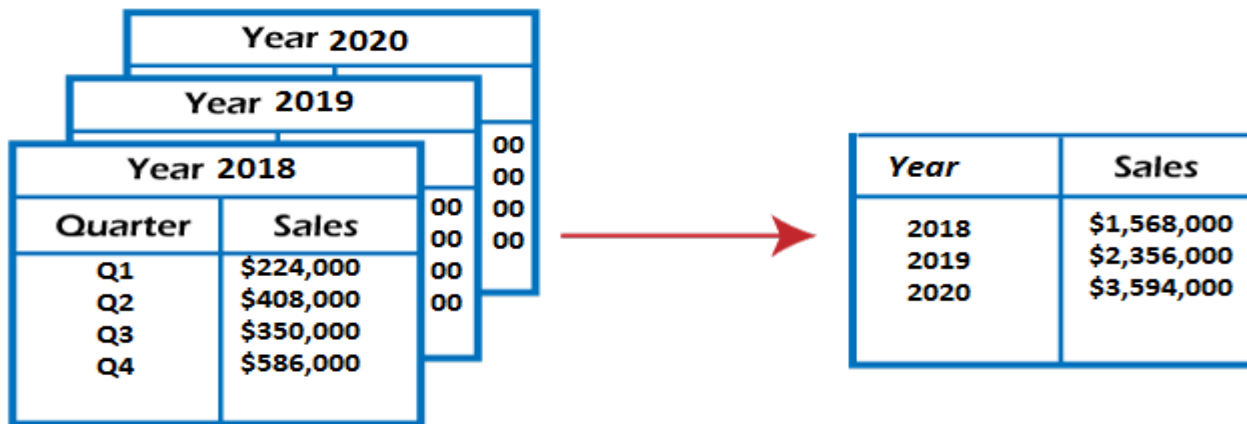 Year 2020
Year 2019
Year 2018
Quarter Sales
Q1 $224,000
Q2 $408,000
Q3 $350,000
Q4 $586,000
00
00
00
00
00
00
00
00
Year Sales
2018 $1,568,000
2019 $2,356,000
2020 $3,594,000